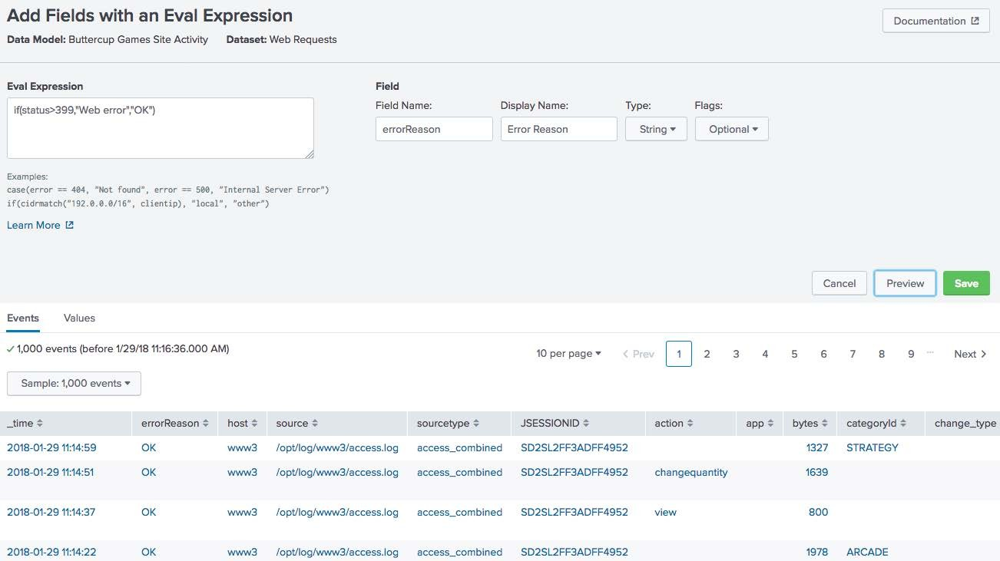 Add Fields with an Eval Expression
Documentation
Data Model: Buttercup Games Site Activity Dataset: Web Requests
Eval Expression
Field
Field Name: Display Name: Type: Flags:
if(status>399,"Web error","OK")
errorReason Error Reason String Optional
Examples:
case(error == 404, "Not found", error == 500, "Internal Server Error")
if(cidrmatch("192.0.0.0/16", clientip), "local", "other")
Learn More
Cancel Preview Save
Events Values
1,000 events (before 1/29/18 11:16:36.000 AM)
10 per page Prev 1 2 3 4 5 6 7 8 9 ... Next
Sample: 1,000 events
_time errorReason host source sourcetype JSESSIONID action app bytes categoryId change_type
2018-01-29 11:14:59 OK www3 /opt/log/www3/access.log access_combined SD2SL2FF3ADFF4952 1327 STRATEGY
2018-01-29 11:14:51 OK www3 /opt/log/www3/access.log access_combined SD2SL2FF3ADFF4952 changequantity 1639
2018-01-29 11:14:37 OK www3 /opt/log/www3/access.log access_combined SD2SL2FF3ADFF4952 view 800
2018-01-29 11:14:22 OK www3 /opt/log/www3/access.log access_combined SD2SL2FF3ADFF4952 1978 ARCADE